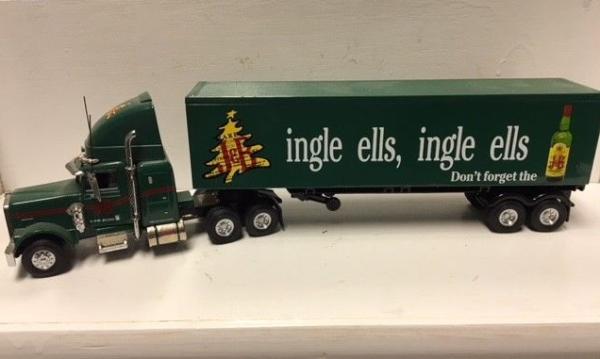 ingle ells, ingle ells
Don't forget the
J&B